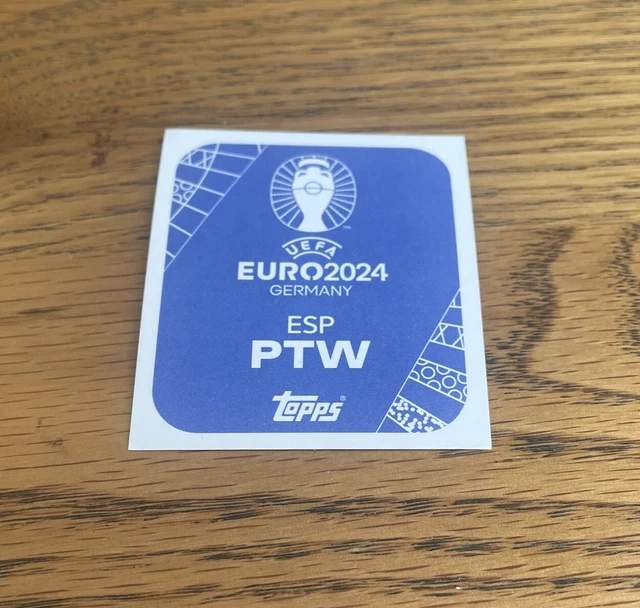 UEFA
EURO2024
GERMANY
ESP
PTW
TOPPS®